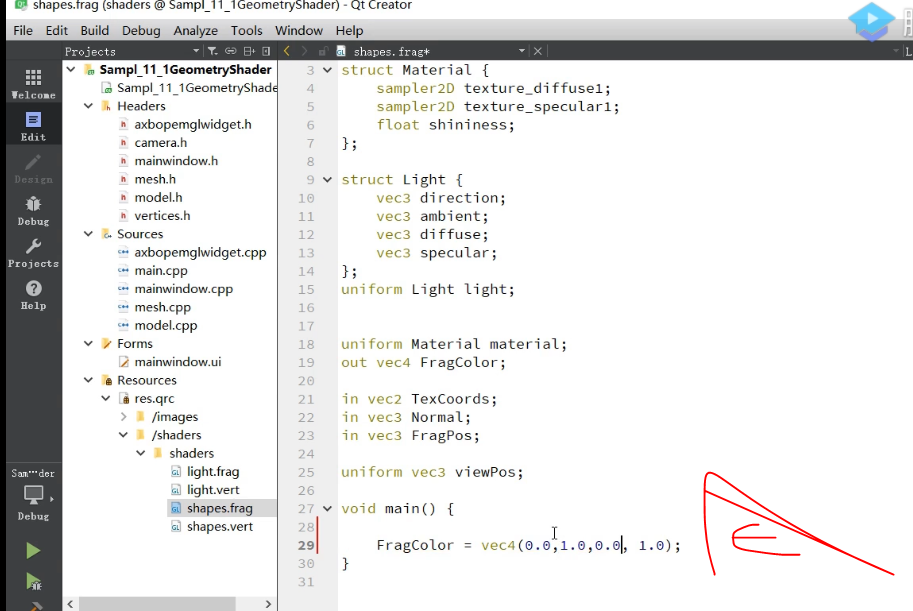 shapes.frag (shaders @ Sampl_11_1GeometryShader) - Qt Creator
File Edit Build Debug Analyze Tools Window Help
Projects
shapes.frag*
Welcome
Edit
Design
Debug
Projects
Help
Sam···der
Debug
Sampl_11_1GeometryShader
Sampl_11_1GeometryShade
Headers
axbopemglwidget.h
camera.h
mainwindow.h
mesh.h
model.h
vertices.h
Sources
axbopemglwidget.cpp
main.cpp
mainwindow.cpp
mesh.cpp
model.cpp
Forms
mainwindow.ui
Resources
res.qrc
/images
/shaders
shaders
light.frag
light.vert
shapes.frag
shapes.vert
3 struct Material {
4 sampler2D texture_diffuse1;
5 sampler2D texture_specular1;
6 float shininess;
7 };
8
9 struct Light {
10 vec3 direction;
11 vec3 ambient;
12 vec3 diffuse;
13 vec3 specular;
14 };
15 uniform Light light;
16
17
18 uniform Material material;
19 out vec4 FragColor;
20
21 in vec2 TexCoords;
22 in vec3 Normal;
23 in vec3 FragPos;
24
25 uniform vec3 viewPos;
26
27 void main() {
28
29 FragColor = vec4(0.0,1.0,0.0, 1.0);
30 }
31